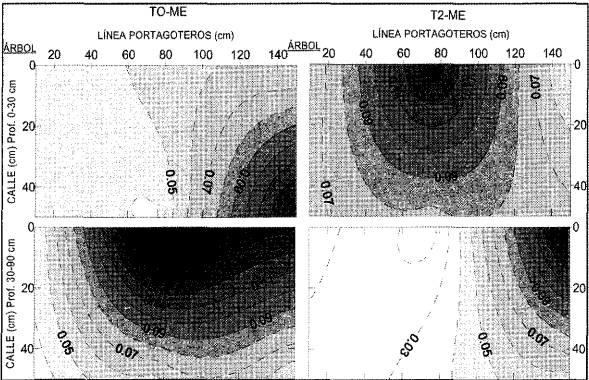 TO-ME T2-ME
LÍNEA PORTAGOTEROS (cm) LÍNEA PORTAGOTEROS (cm)
ÁRBOL 20 40 60 80 100 120 140 ÁRBOL 20 40 60 80 100 120 140
CALLE (cm) Prof. 0-30 cm
0 20 40
0.05 0.07 0.09
0.07 0.09 0.09 0.09 0.07
0 20 40
CALLE (cm) Prof. 30-90 cm
0 20 40
0.05 0.07 0.09 0.09
0.03 0.05 0.07 0.09
0 20 40